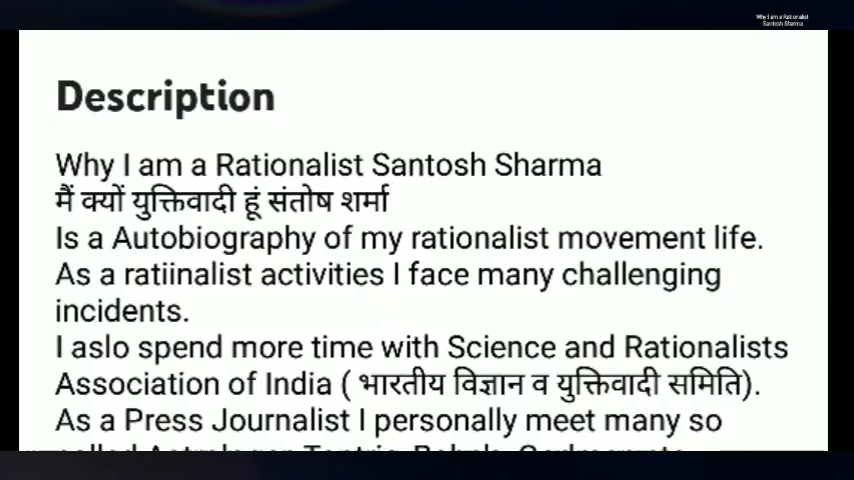 Why I am a Rationalist
Santosh Sharma
Description
Why I am a Rationalist Santosh Sharma
मैं क्यों युक्तिवादी हूं संतोष शर्मा
Is a Autobiography of my rationalist movement life.
As a ratiinalist activities I face many challenging
incidents.
I aslo spend more time with Science and Rationalists
Association of India ( भारतीय विज्ञान व युक्तिवादी समिति).
As a Press Journalist I personally meet many so